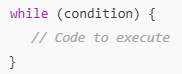 while (condition) {
    // Code to execute
}